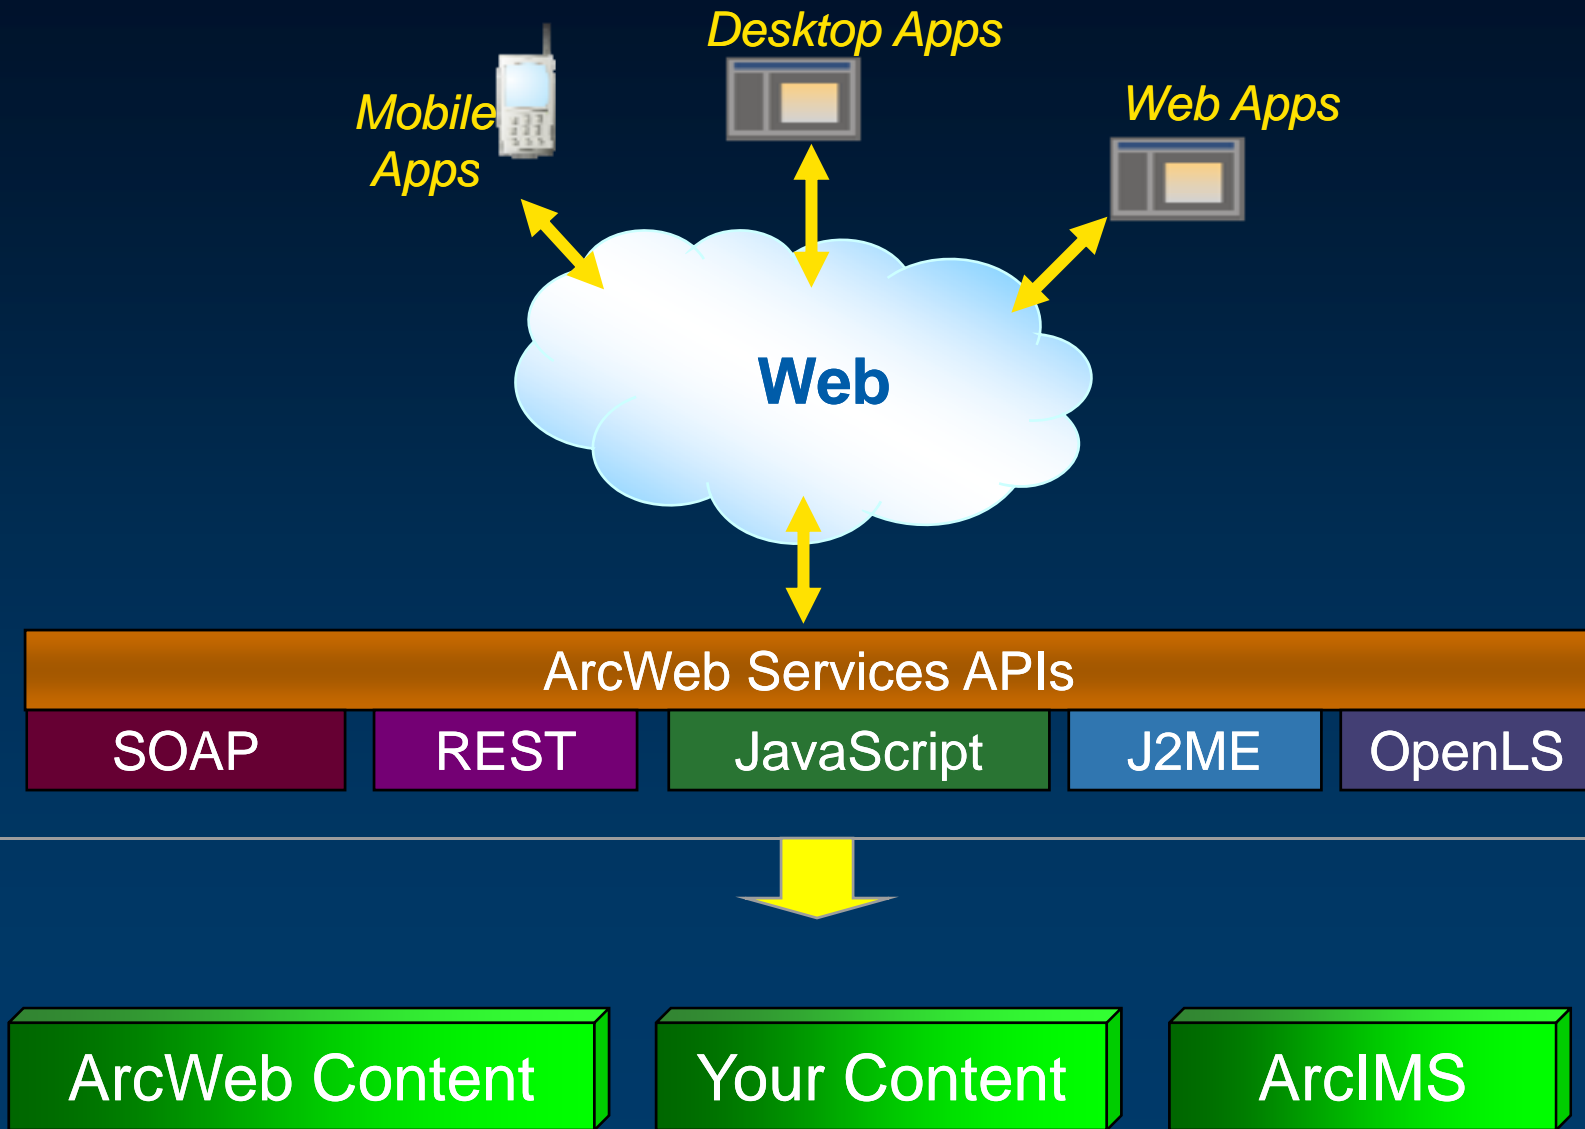 Desktop Apps
Mobile
Apps
Web Apps
Web
ArcWeb Services APIs
SOAP
REST
JavaScript
J2ME
OpenLS
ArcWeb Content
Your Content
ArcIMS